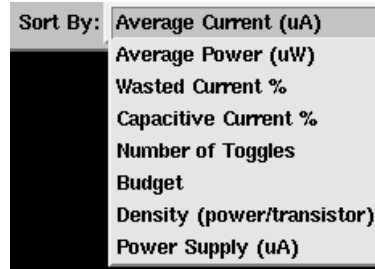 Sort By: Average Current (uA)
Average Power (uW)
Wasted Current %
Capacitive Current %
Number of Toggles
Budget
Density (power/transistor)
Power Supply (uA)